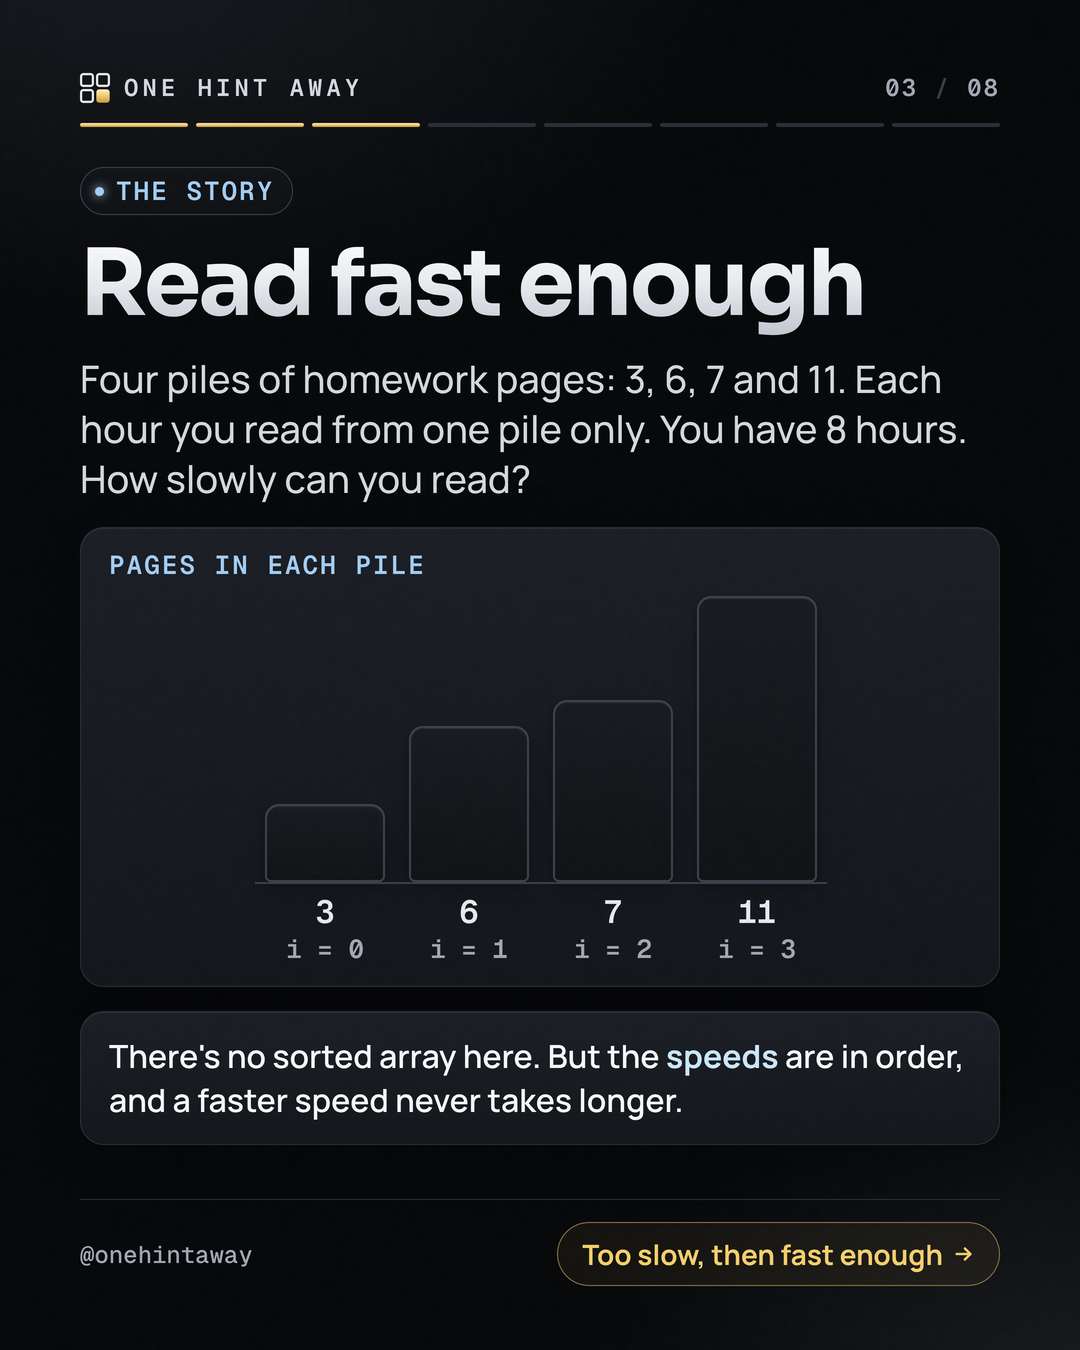 ONE HINT AWAY
03 / 08
THE STORY
Read fast enough
Four piles of homework pages: 3, 6, 7 and 11. Each
hour you read from one pile only. You have 8 hours.
How slowly can you read?
PAGES IN EACH PILE
3 6 7 11
i = 0 i = 1 i = 2 i = 3
There's no sorted array here. But the speeds are in order,
and a faster speed never takes longer.
@onehintaway
Too slow, then fast enough →